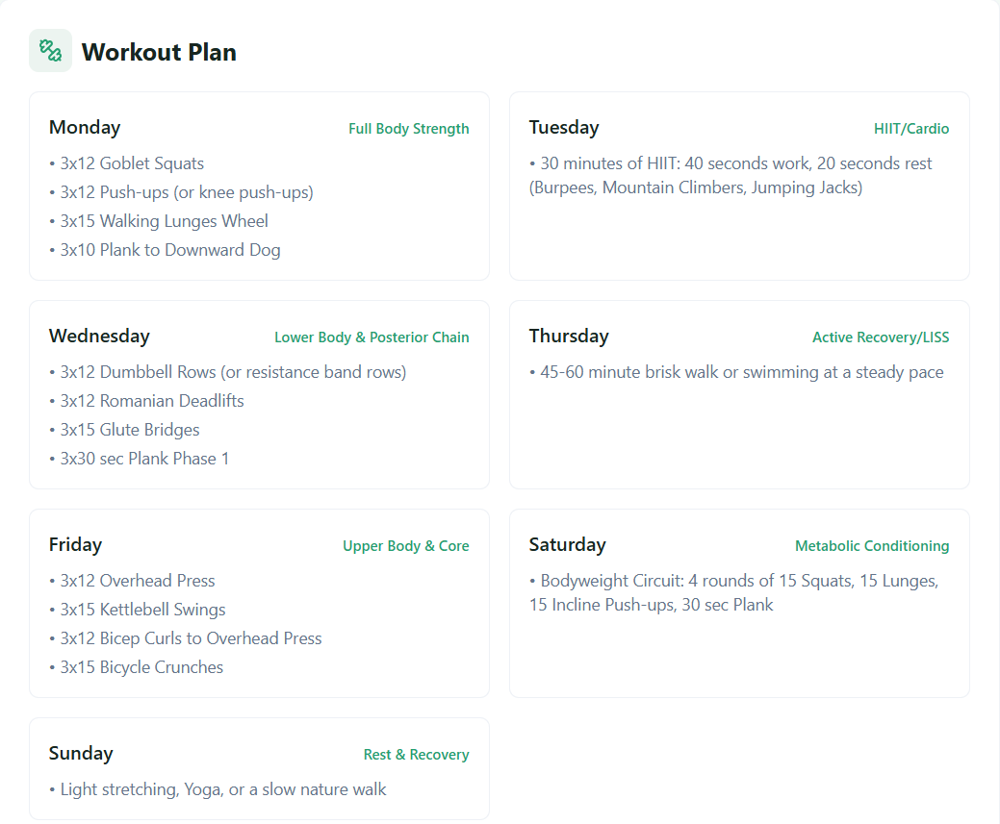 Workout Plan
Monday
Full Body Strength
• 3x12 Goblet Squats
• 3x12 Push-ups (or knee push-ups)
• 3x15 Walking Lunges Wheel
• 3x10 Plank to Downward Dog
Tuesday
HIIT/Cardio
• 30 minutes of HIIT: 40 seconds work, 20 seconds rest
(Burpees, Mountain Climbers, Jumping Jacks)
Wednesday
Lower Body & Posterior Chain
• 3x12 Dumbbell Rows (or resistance band rows)
• 3x12 Romanian Deadlifts
• 3x15 Glute Bridges
• 3x30 sec Plank Phase 1
Thursday
Active Recovery/LISS
• 45-60 minute brisk walk or swimming at a steady pace
Friday
Upper Body & Core
• 3x12 Overhead Press
• 3x15 Kettlebell Swings
• 3x12 Bicep Curls to Overhead Press
• 3x15 Bicycle Crunches
Saturday
Metabolic Conditioning
• Bodyweight Circuit: 4 rounds of 15 Squats, 15 Lunges,
15 Incline Push-ups, 30 sec Plank
Sunday
Rest & Recovery
• Light stretching, Yoga, or a slow nature walk